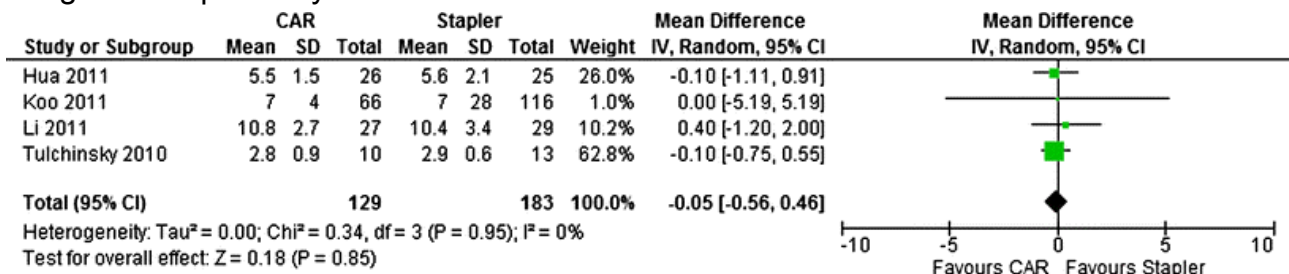 CAR Stapler Mean Difference Mean Difference
Study or Subgroup Mean SD Total Mean SD Total Weight IV, Random, 95% CI IV, Random, 95% CI
Hua 2011 5.5 1.5 26 5.6 2.1 25 26.0% -0.10 [-1.11, 0.91]
Koo 2011 7 4 66 7 28 116 1.0% 0.00 [-5.19, 5.19]
Li 2011 10.8 2.7 27 10.4 3.4 29 10.2% 0.40 [-1.20, 2.00]
Tulchinsky 2010 2.8 0.9 10 2.9 0.6 13 62.8% -0.10 [-0.75, 0.55]
Total (95% CI) 129 183 100.0% -0.05 [-0.56, 0.46]
Heterogeneity: Tau² = 0.00; Chi² = 0.34, df = 3 (P = 0.95); I² = 0%
Test for overall effect: Z = 0.18 (P = 0.85)
-10 -5 0 5 10
Favours CAR Favours Stapler